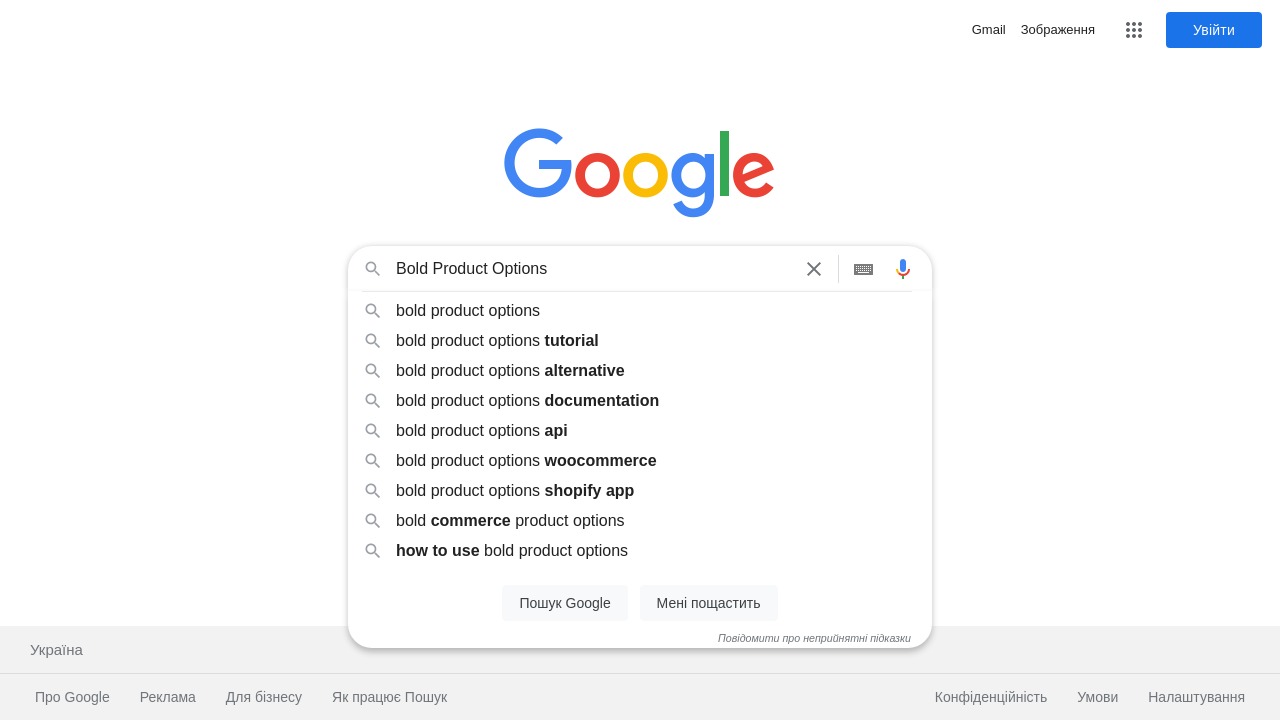 Gmail Зображення Увійти
Google
Bold Product Options
bold product options
bold product options tutorial
bold product options alternative
bold product options documentation
bold product options api
bold product options woocommerce
bold product options shopify app
bold commerce product options
how to use bold product options
Пошук Google Мені пощастить
Повідомити про неприйнятні підказки
Україна
Про Google Реклама Для бізнесу Як працює Пошук Конфіденційність Умови Налаштування